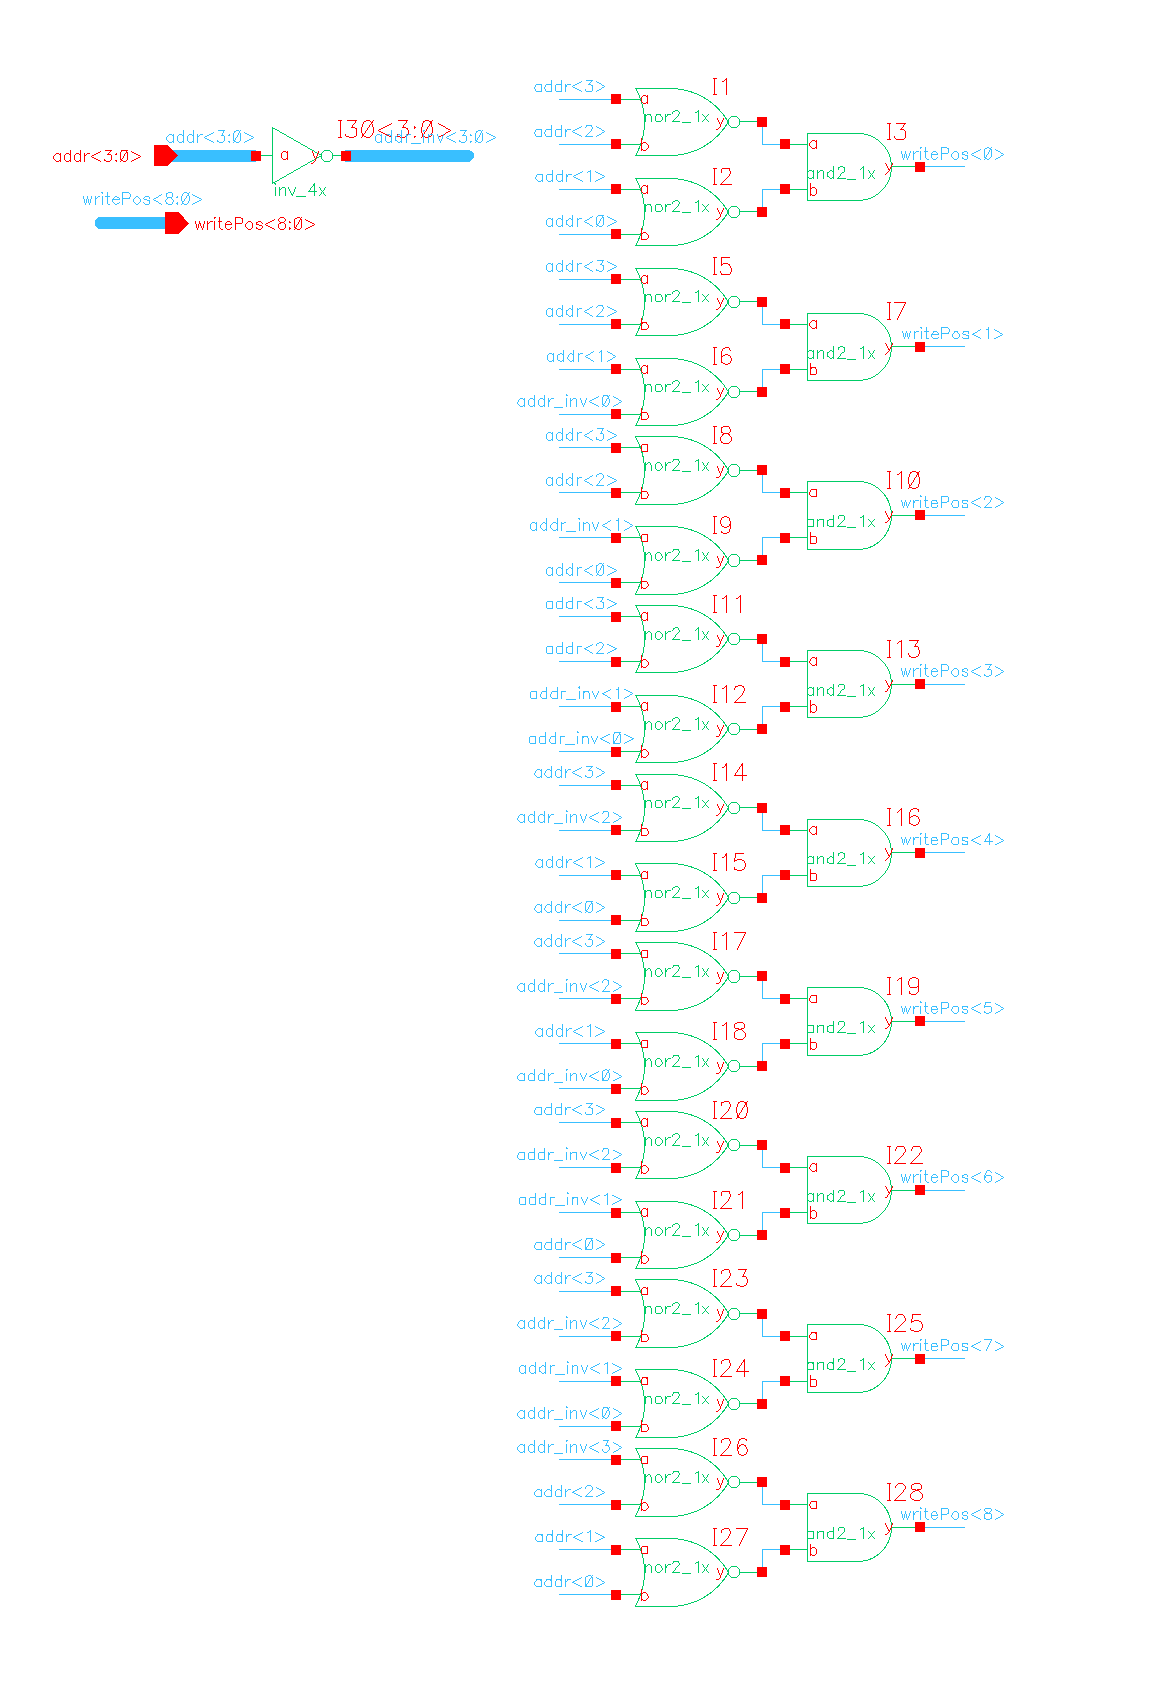 I30<3:0>
addr<3:0>
addr_inv<3:0>
addr<3:0>
a
y
inv_4x
writePos<8:0>
writePos<8:0>
addr<3>
I1
a
nor2_1x
y
addr<2>
b
I3
a
writePos<0>
and2_1x
y
b
addr<1>
I2
a
nor2_1x
y
addr<0>
b
addr<3>
I5
a
nor2_1x
y
addr<2>
b
I7
a
writePos<1>
and2_1x
y
b
addr<1>
I6
a
nor2_1x
y
addr_inv<0>
b
addr<3>
I8
a
nor2_1x
y
addr<2>
b
I10
a
writePos<2>
and2_1x
y
b
addr_inv<1>
I9
a
nor2_1x
y
addr<0>
b
addr<3>
I11
a
nor2_1x
y
addr<2>
b
I13
a
writePos<3>
and2_1x
y
b
addr_inv<1>
I12
a
nor2_1x
y
addr_inv<0>
b
addr<3>
I14
a
nor2_1x
y
addr_inv<2>
b
I16
a
writePos<4>
and2_1x
y
b
addr<1>
I15
a
nor2_1x
y
addr<0>
b
addr<3>
I17
a
nor2_1x
y
addr_inv<2>
b
I19
a
writePos<5>
and2_1x
y
b
addr<1>
I18
a
nor2_1x
y
addr_inv<0>
b
addr<3>
I20
a
nor2_1x
y
addr_inv<2>
b
I22
a
writePos<6>
and2_1x
y
b
addr_inv<1>
I21
a
nor2_1x
y
addr<0>
b
addr<3>
I23
a
nor2_1x
y
addr_inv<2>
b
I25
a
writePos<7>
and2_1x
y
b
addr_inv<1>
I24
a
nor2_1x
y
addr_inv<0>
b
addr_inv<3>
I26
a
nor2_1x
y
addr<2>
b
I28
a
writePos<8>
and2_1x
y
b
addr<1>
I27
a
nor2_1x
y
addr<0>
b